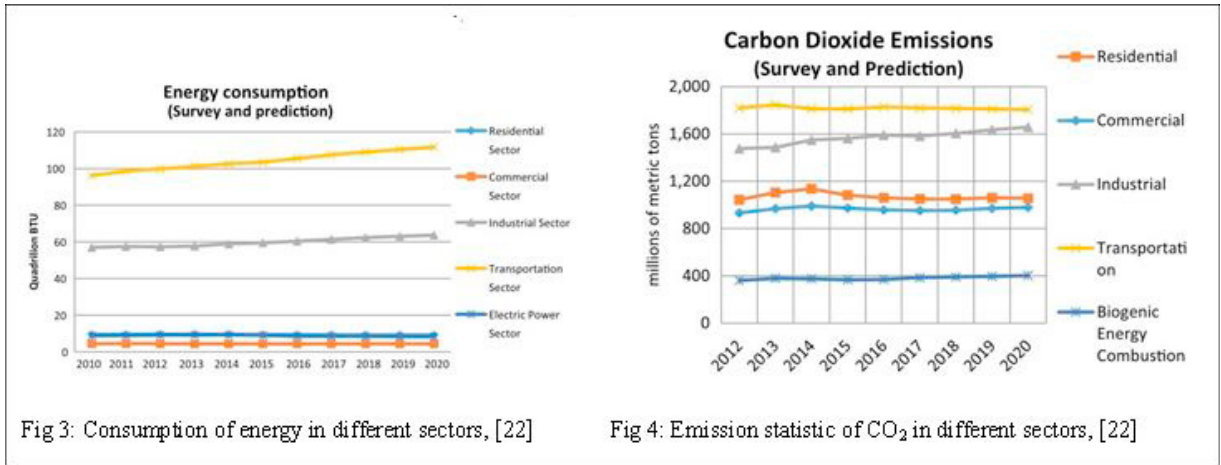 Energy consumption
(Survey and prediction)
Quadrilion BTU
120
100
80
60
40
20
0
2010 2011 2012 2013 2014 2015 2016 2017 2018 2019 2020
Residential
Sector
Commercial
Sector
Industrial Sector
Transportation
Sector
Electric Power
Sector
Fig 3: Consumption of energy in different sectors, [22]
Carbon Dioxide Emissions
(Survey and Prediction)
millions of metric tons
2,000
1,600
1,200
800
400
0
2012 2013 2014 2015 2016 2017 2018 2019 2020
Residential
Commercial
Industrial
Transportati
on
Biogenic
Energy
Combustion
Fig 4: Emission statistic of CO₂ in different sectors, [22]